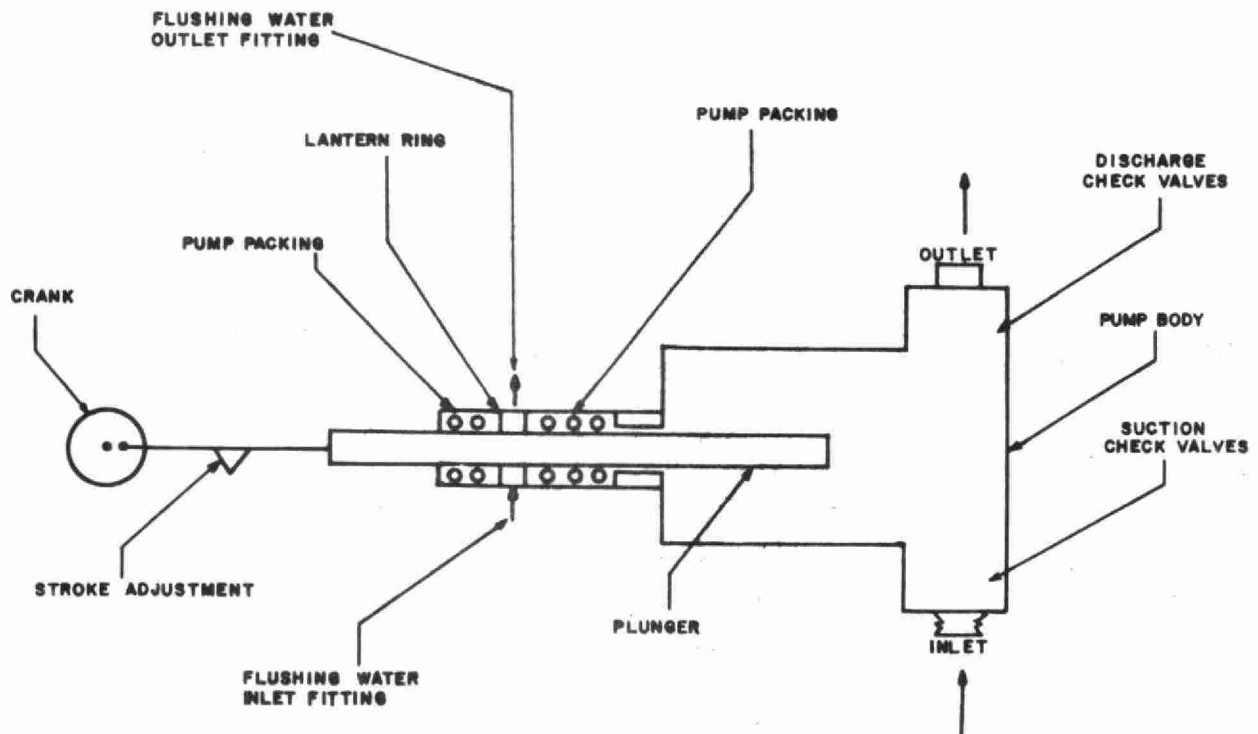 FLUSHING WATER
OUTLET FITTING
LANTERN RING
PUMP PACKING
DISCHARGE
CHECK VALVES
PUMP PACKING
OUTLET
CRANK
PUMP BODY
SUCTION
CHECK VALVES
STROKE ADJUSTMENT
PLUNGER
INLET
FLUSHING WATER
INLET FITTING